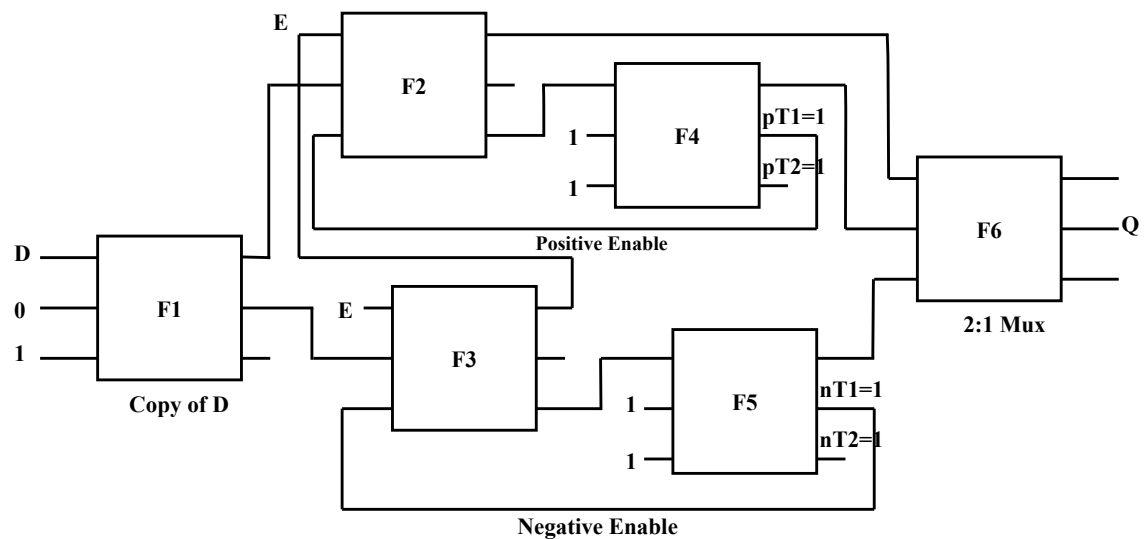 E
F2
pT1=1
1
F4
pT2=1
1
Positive Enable
D
F6
Q
0
F1
E
1
2:1 Mux
F3
Copy of D
nT1=1
1
F5
nT2=1
1
Negative Enable